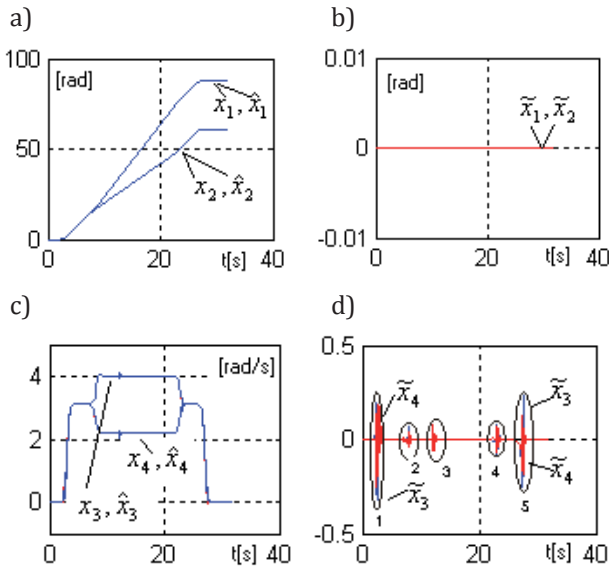 a)
100
[rad]
x₁, x̂₁
50
x₂, x̂₂
0
0
20
t[s]
40
b)
0.01
[rad]
x̃₁, x̃₂
0
-0.01
0
20
t[s]
40
c)
[rad/s]
4
2
x₄, x̂₄
x₃, x̂₃
0
0
20
t[s]
40
d)
0.5
x̃₄
x̃₃
0
2
3
4
x̃₃
x̃₄
1
5
-0.5
0
20
t[s]
40